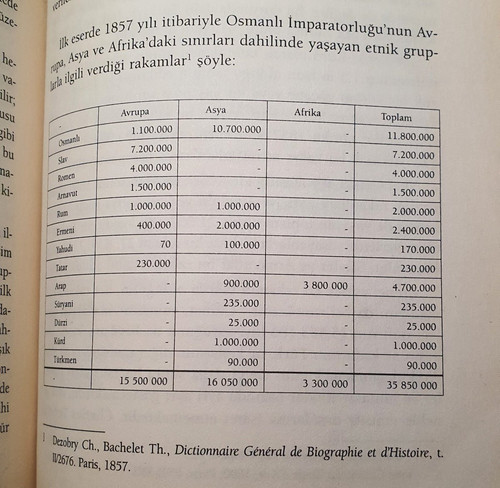 İlk eserde 1857 yılı itibariyle Osmanlı İmparatorluğu'nun Av-
rupa, Asya ve Afrika'daki sınırları dahilinde yaşayan etnik grup-
larla ilgili verdiği rakamlar¹ şöyle:
- Avrupa Asya Afrika Toplam
Osmanlı 1.100.000 10.700.000 - 11.800.000
Slav 7.200.000 - - 7.200.000
Romen 4.000.000 - - 4.000.000
Arnavut 1.500.000 - - 1.500.000
Rum 1.000.000 1.000.000 - 2.000.000
Ermeni 400.000 2.000.000 - 2.400.000
Yahudi 70 100.000 - 170.000
Tatar 230.000 - - 230.000
Arap - 900.000 3 800 000 4.700.000
Süryani - 235.000 - 235.000
Dürzi - 25.000 - 25.000
Kürd - 1.000.000 - 1.000.000
Türkmen - 90.000 - 90.000
- 15 500 000 16 050 000 3 300 000 35 850 000
1 Dezobry Ch., Bachelet Th., Dictionnaire Général de Biographie et d'Histoire, t.
II/2676. Paris, 1857.